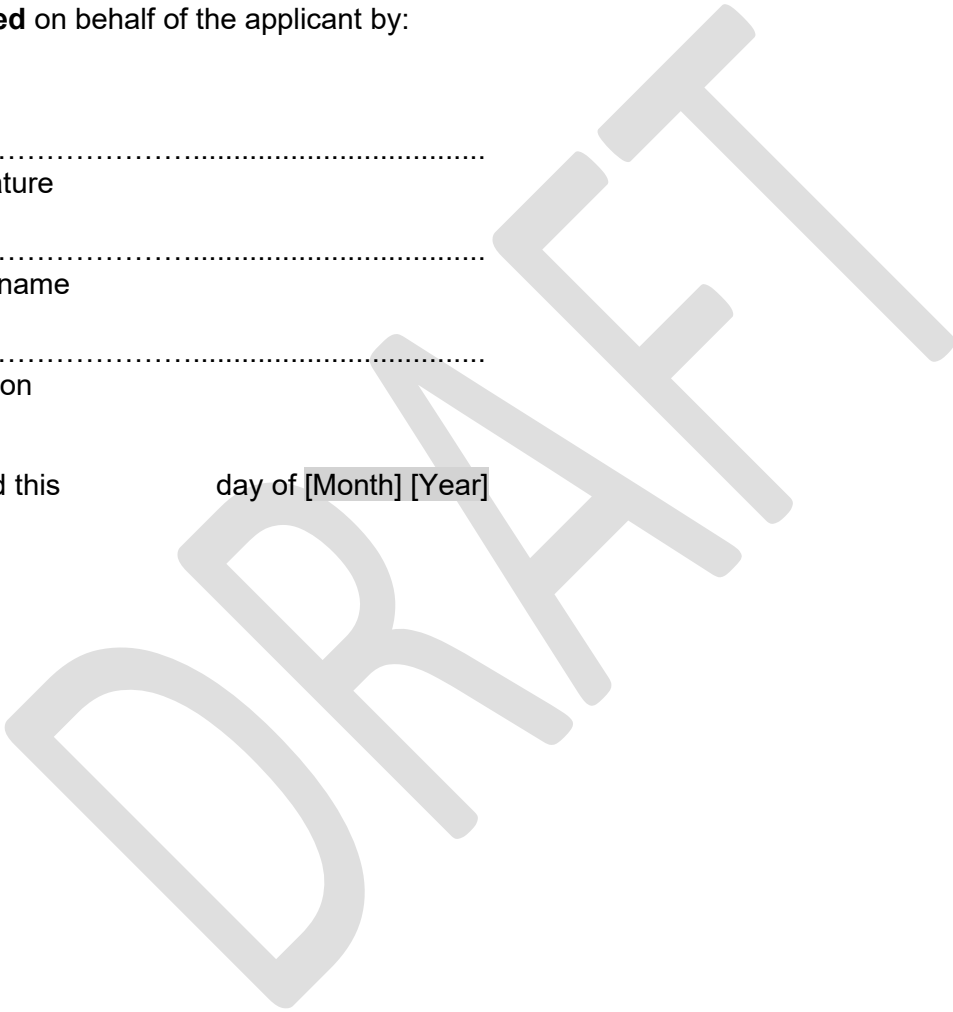 ed on behalf of the applicant by:
…………………..................................
ature
…………………..................................
name
…………………..................................
on
d this day of [Month] [Year]
DRAFT